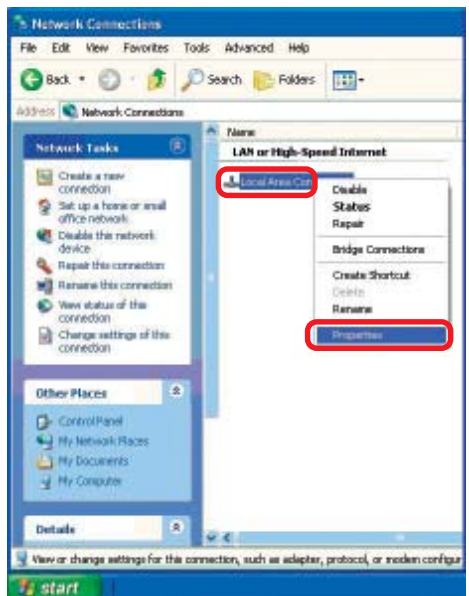 Network Connections
File Edit View Favorites Tools Advanced Help
Back Search Folders
Address Network Connections
Name
LAN or High-Speed Internet
Local Area Con
Disable
Status
Repair
Bridge Connections
Create Shortcut
Delete
Rename
Properties
Network Tasks
Create a new
connection
Set up a home or small
office network
Disable this network
device
Repair this connection
Rename this connection
View status of this
connection
Change settings of this
connection
Other Places
Control Panel
My Network Places
My Documents
My Computer
Details
View or change settings for this connection, such as adapter, protocol, or modem configur
start